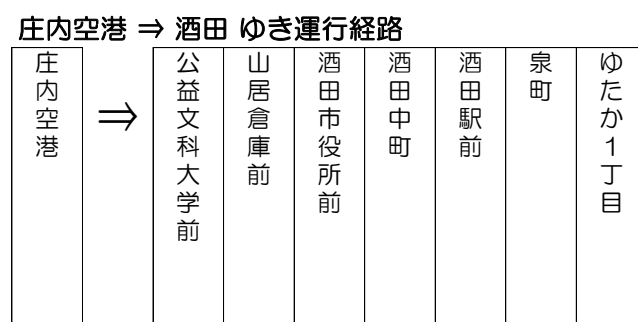 庄内空港 ⇒ 酒田 ゆき運行経路
庄内空港
⇒
公益文科大学前
山居倉庫前
酒田市役所前
酒田中町
酒田駅前
泉町
ゆたか1丁目